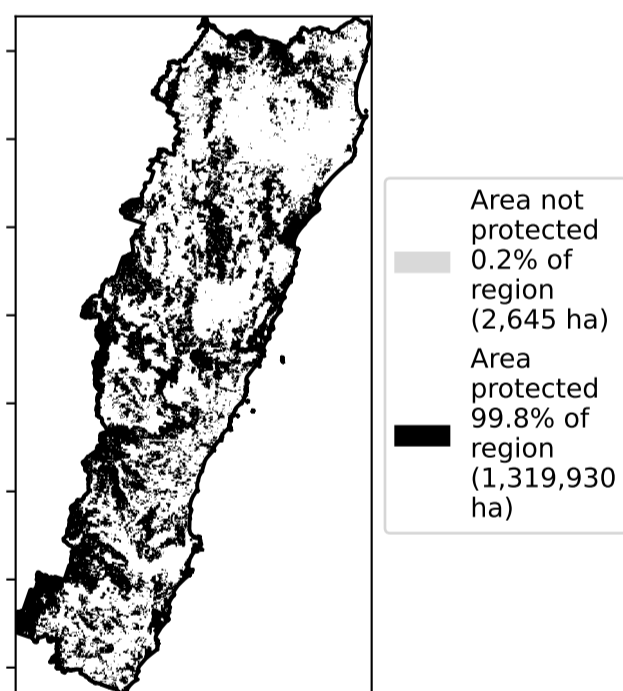 Area not
protected
0.2% of
region
(2,645 ha)
Area
protected
99.8% of
region
(1,319,930
ha)